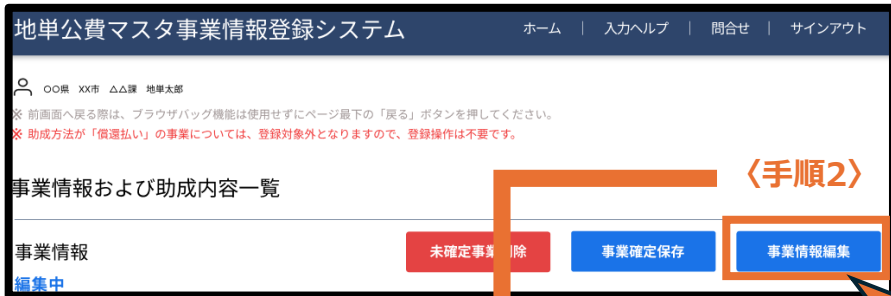 地単公費マスタ事業情報登録システム ホーム | 入力ヘルプ | 問合せ | サインアウト
○○県 XX市 △△課 地単太郎
※ 前画面へ戻る際は、ブラウザバッグ機能は使用せずにページ最下の「戻る」ボタンを押してください。
※ 助成方法が「償還払い」の事業については、登録対象外となりますので、登録操作は不要です。
〈手順2〉
事業情報および助成内容一覧
事業情報 未確定事業 除 事業確定保存 事業情報編集
編集中